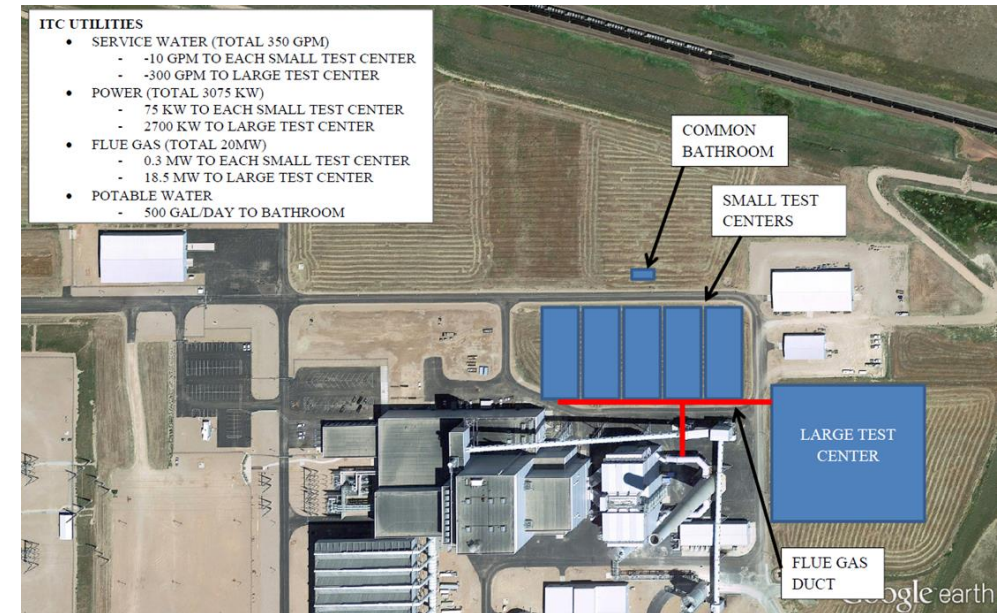 ITC UTILITIES
• SERVICE WATER (TOTAL 350 GPM)
- -10 GPM TO EACH SMALL TEST CENTER
- -300 GPM TO LARGE TEST CENTER
• POWER (TOTAL 3075 KW)
- 75 KW TO EACH SMALL TEST CENTER
- 2700 KW TO LARGE TEST CENTER
• FLUE GAS (TOTAL 20MW)
- 0.3 MW TO EACH SMALL TEST CENTER
- 18.5 MW TO LARGE TEST CENTER
• POTABLE WATER
- 500 GAL/DAY TO BATHROOM
COMMON
BATHROOM
SMALL TEST
CENTERS
LARGE TEST
CENTER
FLUE GAS
DUCT
Google earth